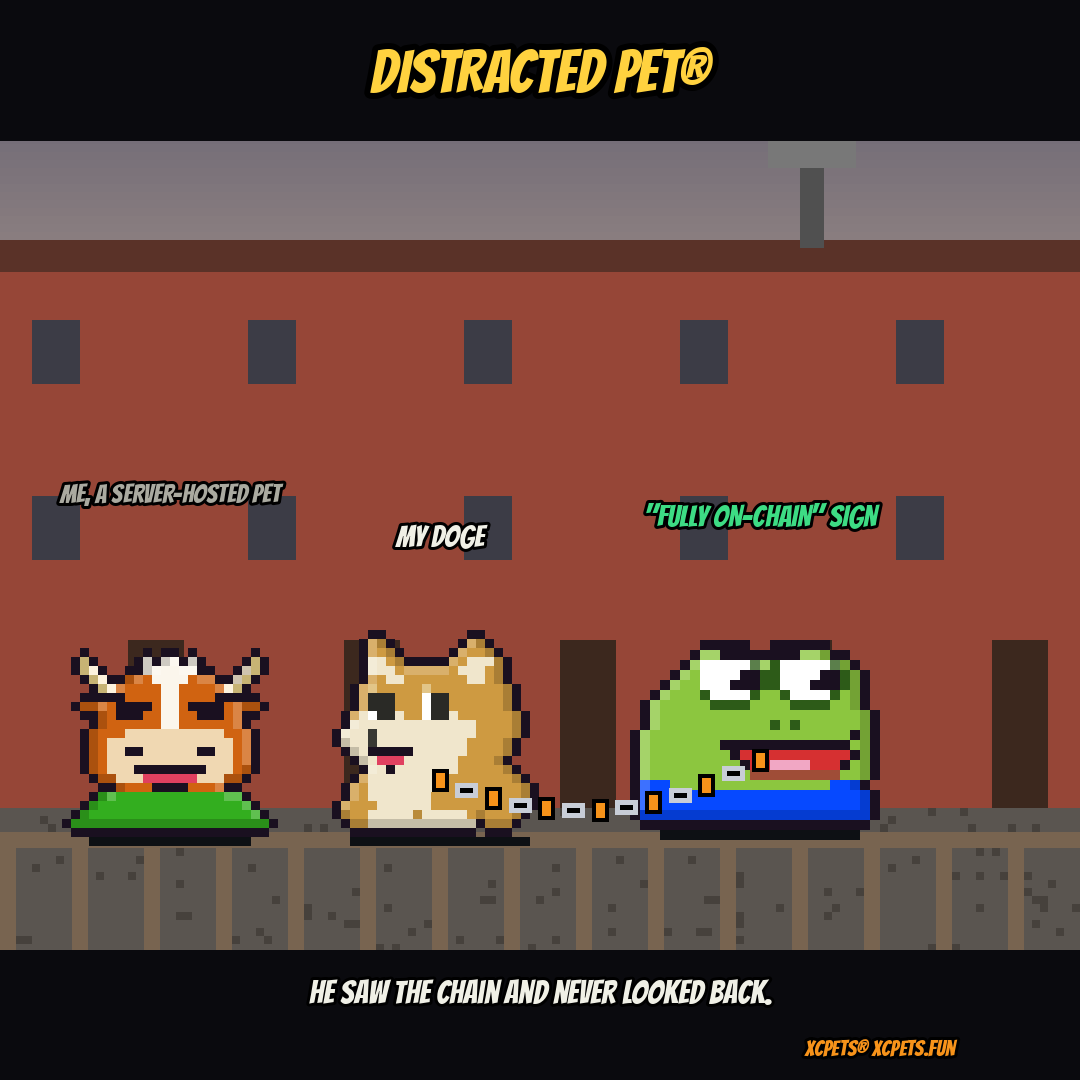 DISTRACTED PET®
ME, A SERVER-HOSTED PET
MY DOGE
"FULLY ON-CHAIN" SIGN
HE SAW THE CHAIN AND NEVER LOOKED BACK.
XCPETS® XCPETS.FUN